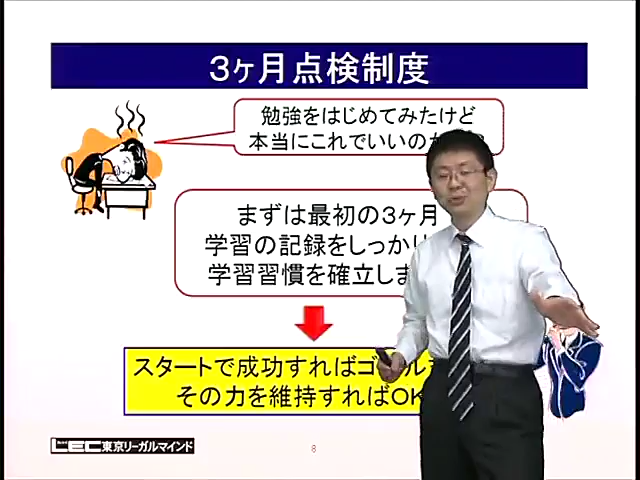 3ヶ月点検制度
勉強をはじめてみたけど
本当にこれでいいのか
まずは最初の3ヶ月
学習の記録をしっかり
学習習慣を確立しま
スタートで成功すればゴール
その力を維持すればOK
LEC東京リーガルマインド
8